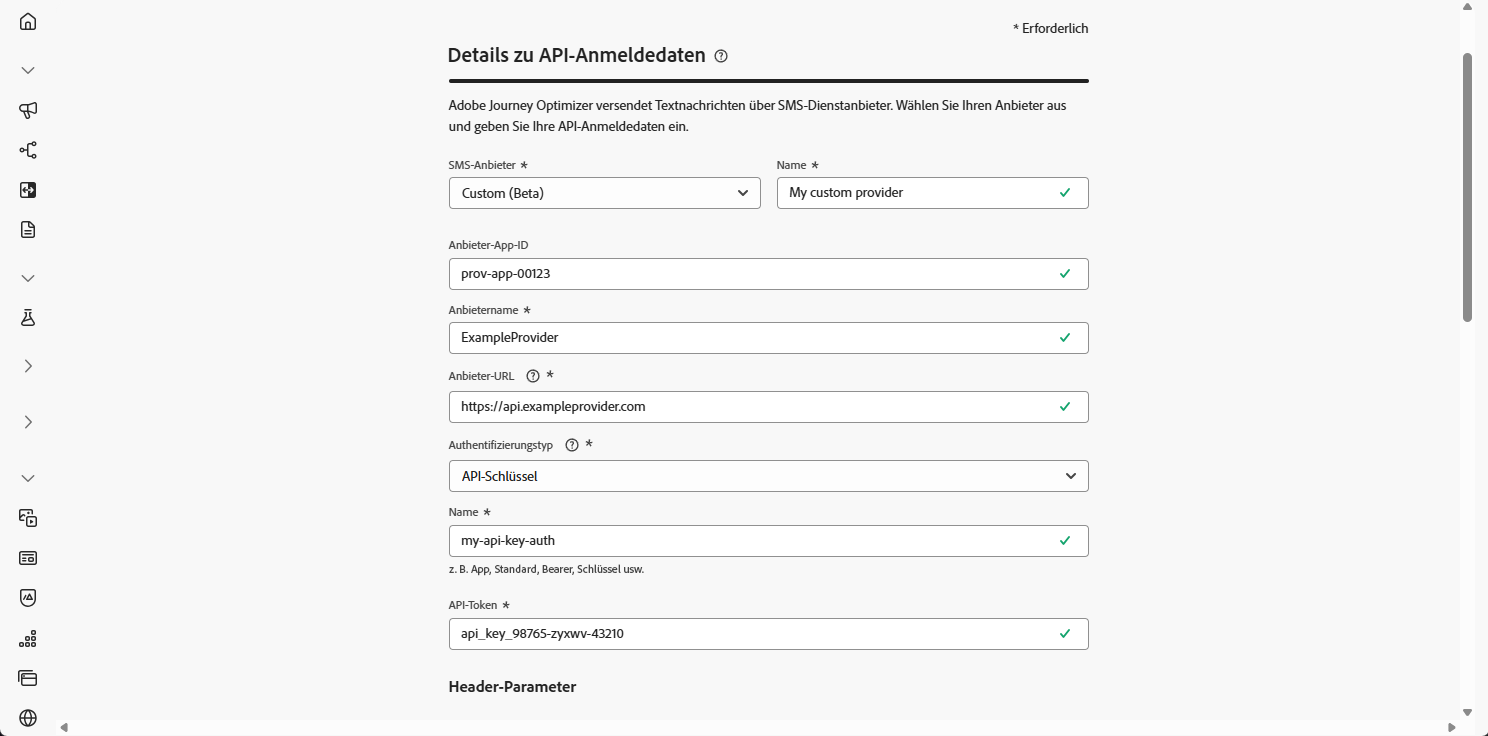 * Erforderlich
Details zu API-Anmeldedaten
Adobe Journey Optimizer versendet Textnachrichten über SMS-Dienstanbieter. Wählen Sie Ihren Anbieter aus
und geben Sie Ihre API-Anmeldedaten ein.
SMS-Anbieter * Name *
Custom (Beta) My custom provider
Anbieter-App-ID
prov-app-00123
Anbietername *
ExampleProvider
Anbieter-URL *
https://api.exampleprovider.com
Authentifizierungstyp *
API-Schlüssel
Name *
my-api-key-auth
z. B. App, Standard, Bearer, Schlüssel usw.
API-Token *
api_key_98765-zyxwv-43210
Header-Parameter